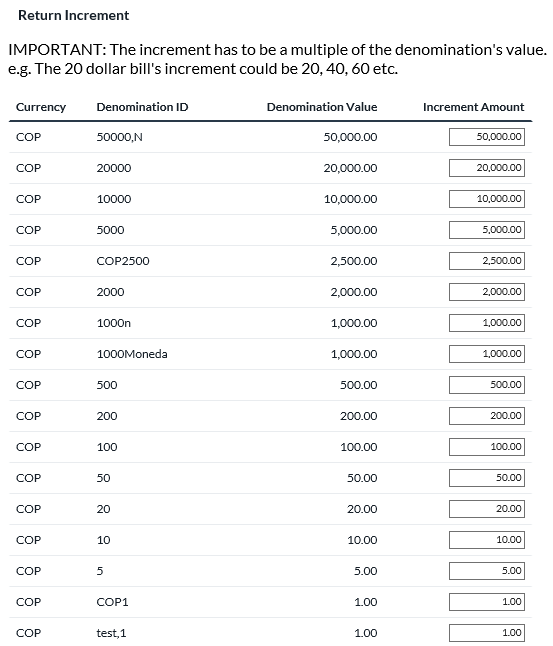 Return Increment
IMPORTANT: The increment has to be a multiple of the denomination's value.
e.g. The 20 dollar bill's increment could be 20, 40, 60 etc.
Currency Denomination ID Denomination Value Increment Amount
COP 50000,N 50,000.00 50,000.00
COP 20000 20,000.00 20,000.00
COP 10000 10,000.00 10,000.00
COP 5000 5,000.00 5,000.00
COP COP2500 2,500.00 2,500.00
COP 2000 2,000.00 2,000.00
COP 1000n 1,000.00 1,000.00
COP 1000Moneda 1,000.00 1,000.00
COP 500 500.00 500.00
COP 200 200.00 200.00
COP 100 100.00 100.00
COP 50 50.00 50.00
COP 20 20.00 20.00
COP 10 10.00 10.00
COP 5 5.00 5.00
COP COP1 1.00 1.00
COP test,1 1.00 1.00